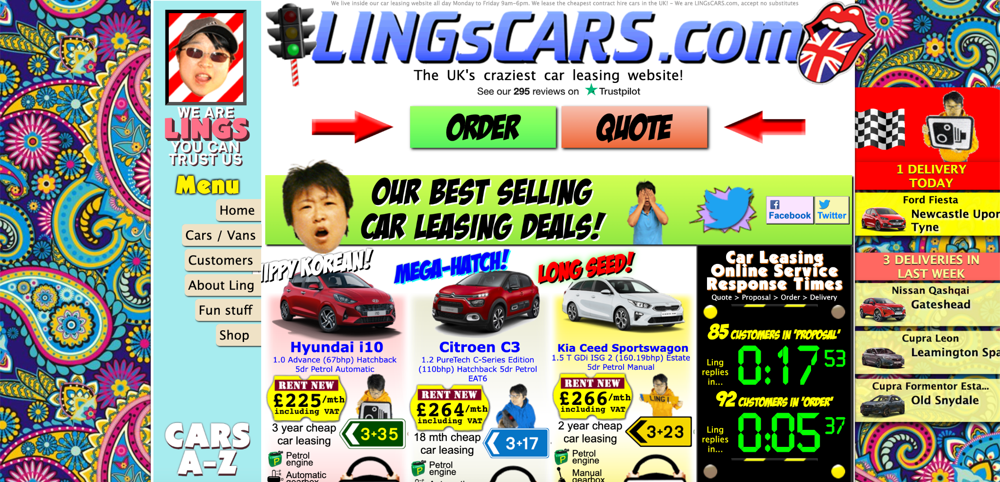 We live inside our car leasing website all day Monday to Friday 9am-6pm. We lease the cheapest contract hire cars in the UK! - We are LINGsCARS.com, accept no substitutes
LINGsCARS.com
The UK's craziest car leasing website!
See our 295 reviews on Trustpilot
ORDER
QUOTE
WE ARE
LINGS
YOU CAN
TRUST US
Menu
Home
Cars / Vans
Customers
About Ling
Fun stuff
Shop
CARS
A-Z
OUR BEST SELLING
CAR LEASING DEALS!
Facebook
Twitter
KOREAN!
Hyundai i10
1.0 Advance (67bhp) Hatchback
5dr Petrol Automatic
RENT NEW
£225/mth
including VAT
3 year cheap
car leasing
3+35
Petrol
engine
Automatic
gearbox
MEGA-HATCH!
Citroen C3
1.2 PureTech C-Series Edition
(110bhp) Hatchback 5dr Petrol
EAT6
RENT NEW
£264/mth
including VAT
18 mth cheap
car leasing
3+17
Petrol
engine
LONG SEED!
Kia Ceed Sportswagon
1.5 T GDi ISG 2 (160.19bhp) Estate
5dr Petrol Manual
RENT NEW
£266/mth
including VAT
LING!
2 year cheap
car leasing
3+23
Petrol
engine
Manual
gearbox
Car Leasing
Online Service
Response Times
Quote > Proposal > Order > Delivery
85 CUSTOMERS IN 'PROPOSAL'
Ling
replies
in...
0:17 53
92 CUSTOMERS IN 'ORDER'
Ling
replies
in...
0:05 37
1 DELIVERY
TODAY
Ford Fiesta
Newcastle Upon
Tyne
3 DELIVERIES IN
LAST WEEK
Nissan Qashqai
Gateshead
Cupra Leon
Leamington Spa
Cupra Formentor Esta...
Old Snydale